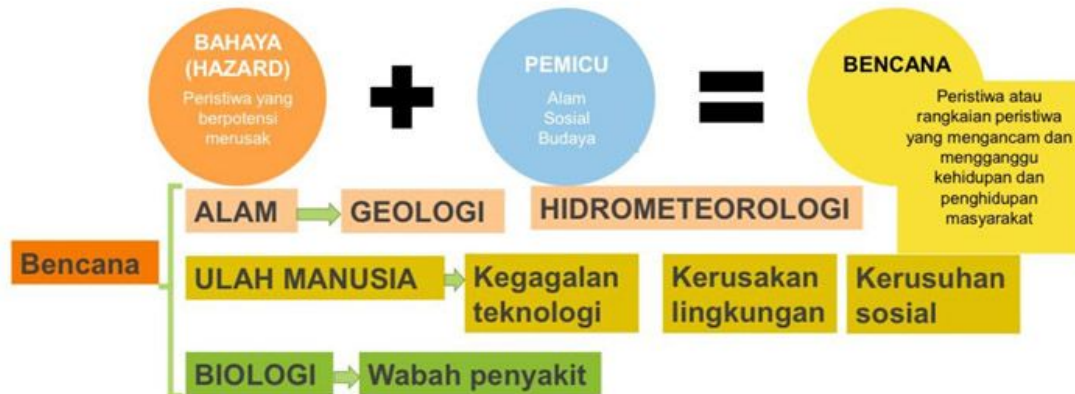 BAHAYA
(HAZARD)
Peristiwa yang
berpotensi
merusak
PEMICU
Alam
Sosial
Budaya
BENCANA
Peristiwa atau
rangkaian peristiwa
yang mengancam dan
mengganggu
kehidupan dan
penghidupan
masyarakat
Bencana
ALAM
GEOLOGI
HIDROMETEOROLOGI
ULAH MANUSIA
Kegagalan
teknologi
Kerusakan
lingkungan
Kerusuhan
sosial
BIOLOGI
Wabah penyakit